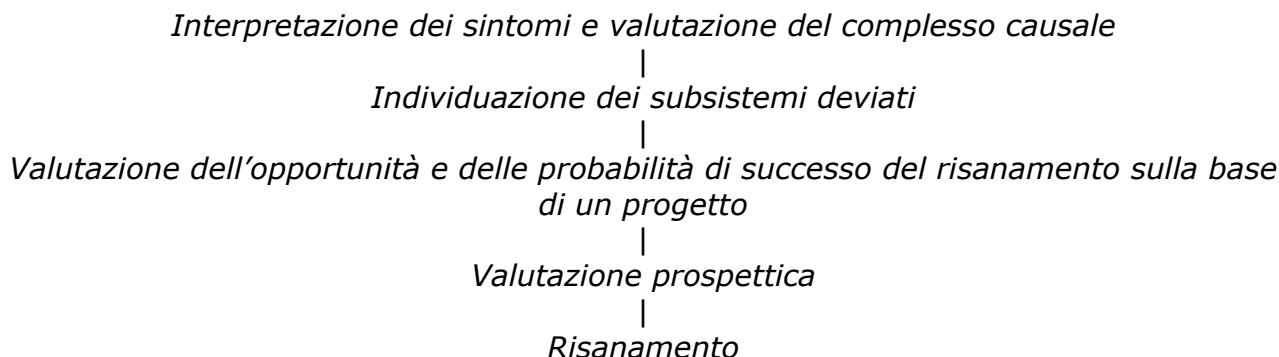 Interpretazione dei sintomi e valutazione del complesso causale
|
Individuazione dei subsistemi deviati
|
Valutazione dell’opportunità e delle probabilità di successo del risanamento sulla base
di un progetto
|
Valutazione prospettica
|
Risanamento